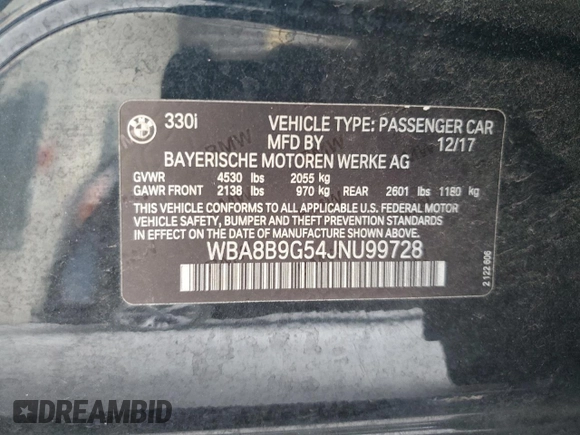 330i VEHICLE TYPE: PASSENGER CAR
MFD BY 12/17
BAYERISCHE MOTOREN WERKE AG
GVWR 4530 lbs 2055 kg
GAWR FRONT 2138 lbs 970 kg REAR 2601 lbs 1180 kg
THIS VEHICLE CONFORMS TO ALL APPLICABLE U.S. FEDERAL MOTOR
VEHICLE SAFETY, BUMPER AND THEFT PREVENTION STANDARDS IN
EFFECT ON THE DATE OF MANUFACTURE SHOWN ABOVE.
WBA8B9G54JNU99728
2 122 606
DREAMBID